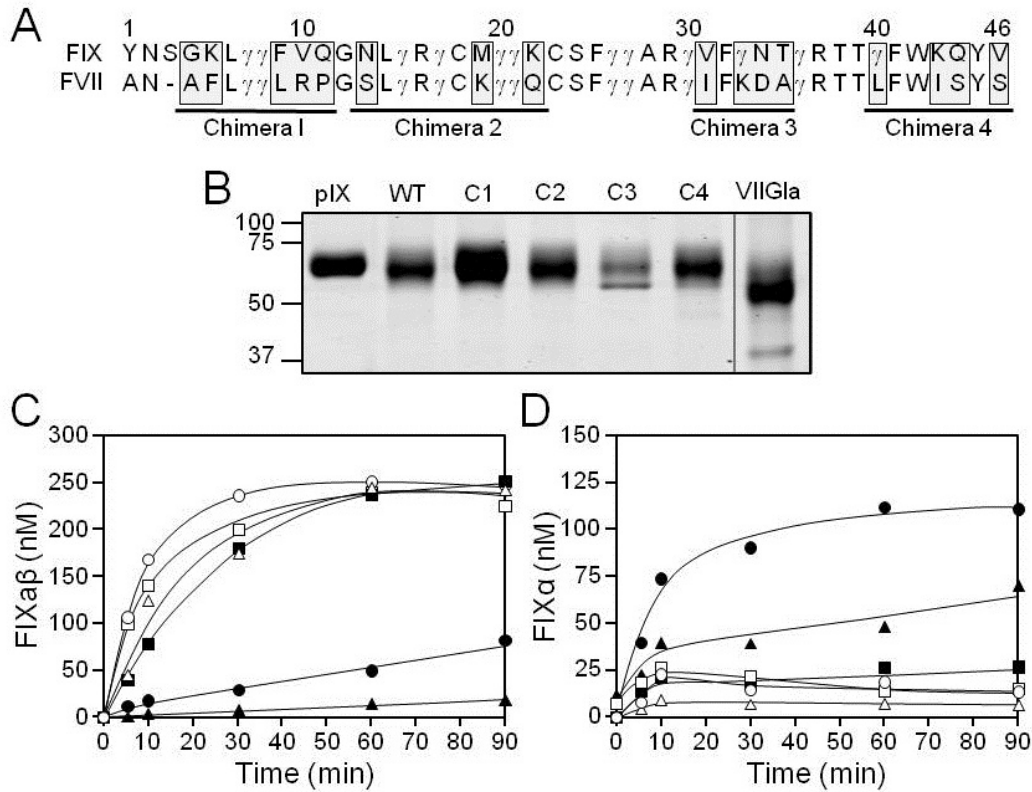 A
1 10 20 30 40 46
FIX YNSGKLγγFVQGNLγRγCMγγKCSFγγARγVFγNTγRTTγFWKQYV
FVII AN-AFLγγLRPGSLγRγCKγγQCSFγγARγIFKDAγRTTLFWISYS
Chimera I Chimera 2 Chimera 3 Chimera 4
B
pIX WT C1 C2 C3 C4 VIIGla
100
75
50
37
C
FIXaβ (nM)
300
250
200
150
100
50
0
0 10 20 30 40 50 60 70 80 90
Time (min)
D
FIXα (nM)
150
125
100
75
50
25
0
0 10 20 30 40 50 60 70 80 90
Time (min)